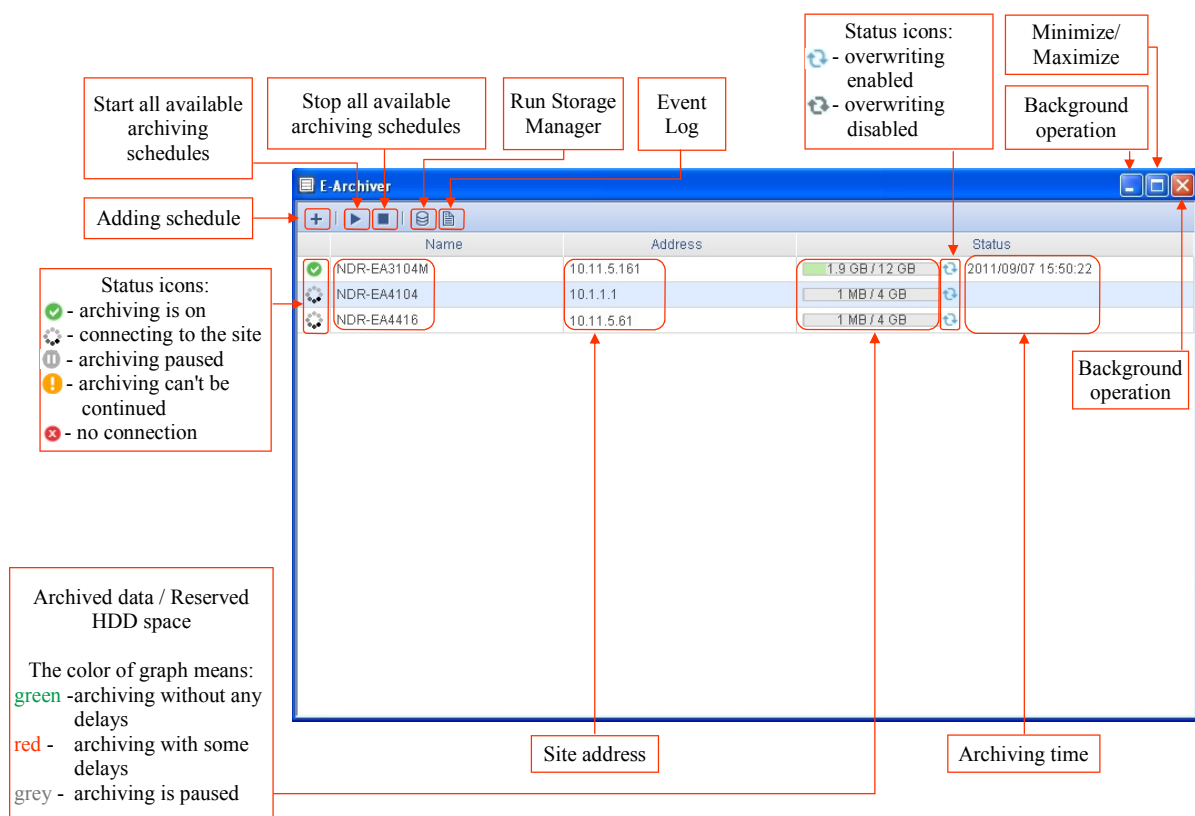 Status icons:
- overwriting
enabled
- overwriting
disabled
Minimize/
Maximize
Start all available
archiving
schedules
Stop all available
archiving schedules
Run Storage
Manager
Event
Log
Background
operation
Adding schedule
E-Archiver
Name Address Status
NDR-EA3104M 10.11.5.161 1.9 GB / 12 GB 2011/09/07 15:50:22
NDR-EA4104 10.1.1.1 1 MB / 4 GB
NDR-EA4416 10.11.5.61 1 MB / 4 GB
Status icons:
- archiving is on
- connecting to the site
- archiving paused
- archiving can't be
continued
- no connection
Background
operation
Archived data / Reserved
HDD space
The color of graph means:
green -archiving without any
delays
red - archiving with some
delays
grey - archiving is paused
Site address
Archiving time